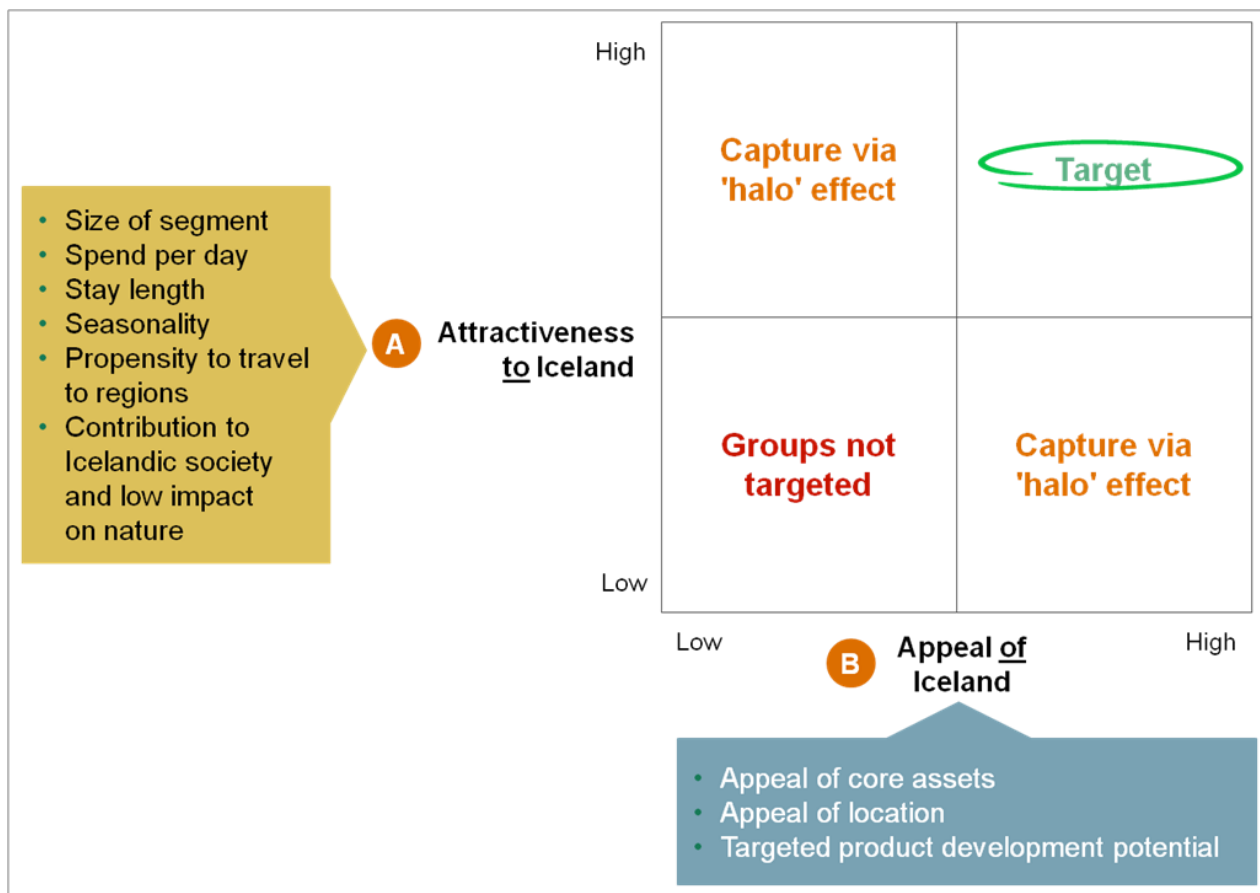 High
Capture via
'halo' effect
Target
• Size of segment
• Spend per day
• Stay length
• Seasonality
• Propensity to travel
to regions
• Contribution to
Icelandic society
and low impact
on nature
A
Attractiveness
to Iceland
Groups not
targeted
Capture via
'halo' effect
Low
Low
High
B
Appeal of
Iceland
• Appeal of core assets
• Appeal of location
• Targeted product development potential